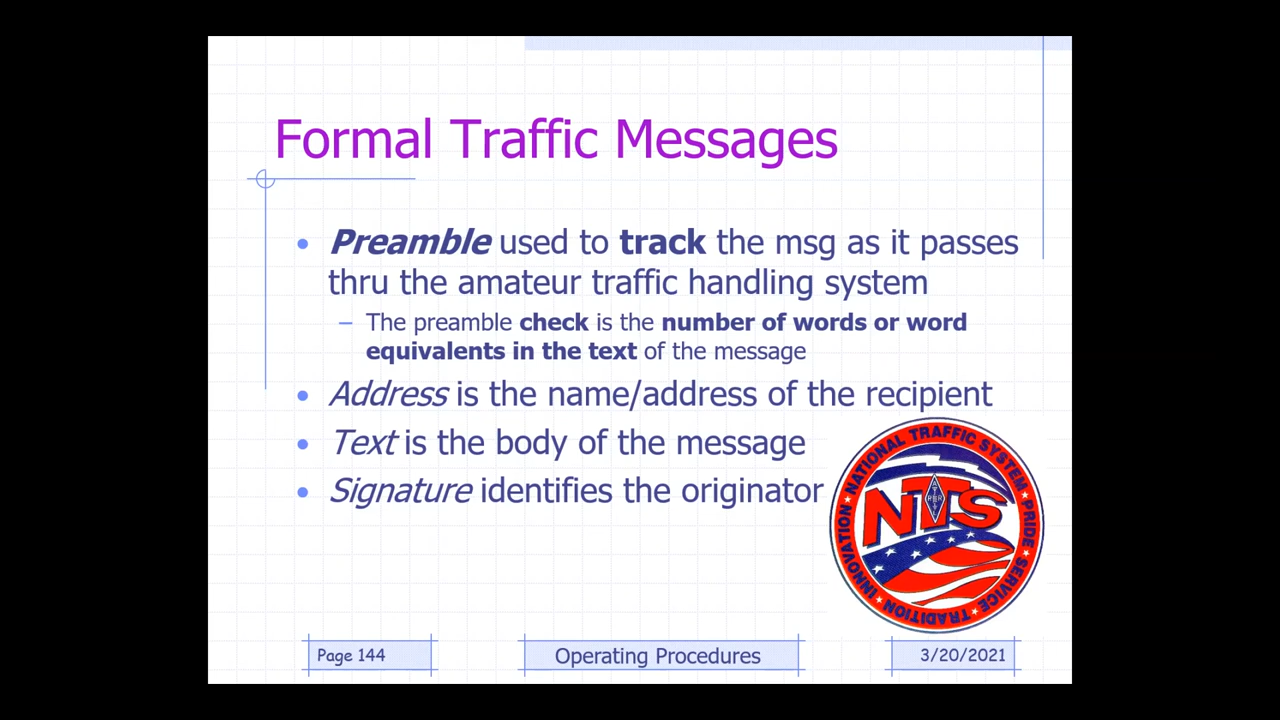 Formal Traffic Messages
• Preamble used to track the msg as it passes
thru the amateur traffic handling system
– The preamble check is the number of words or word
equivalents in the text of the message
• Address is the name/address of the recipient
• Text is the body of the message
• Signature identifies the originator
NATIONAL TRAFFIC SYSTEM
PRIDE ★ SERVICE ★ TRADITION ★ INNOVATION
NTS
Page 144
Operating Procedures
3/20/2021